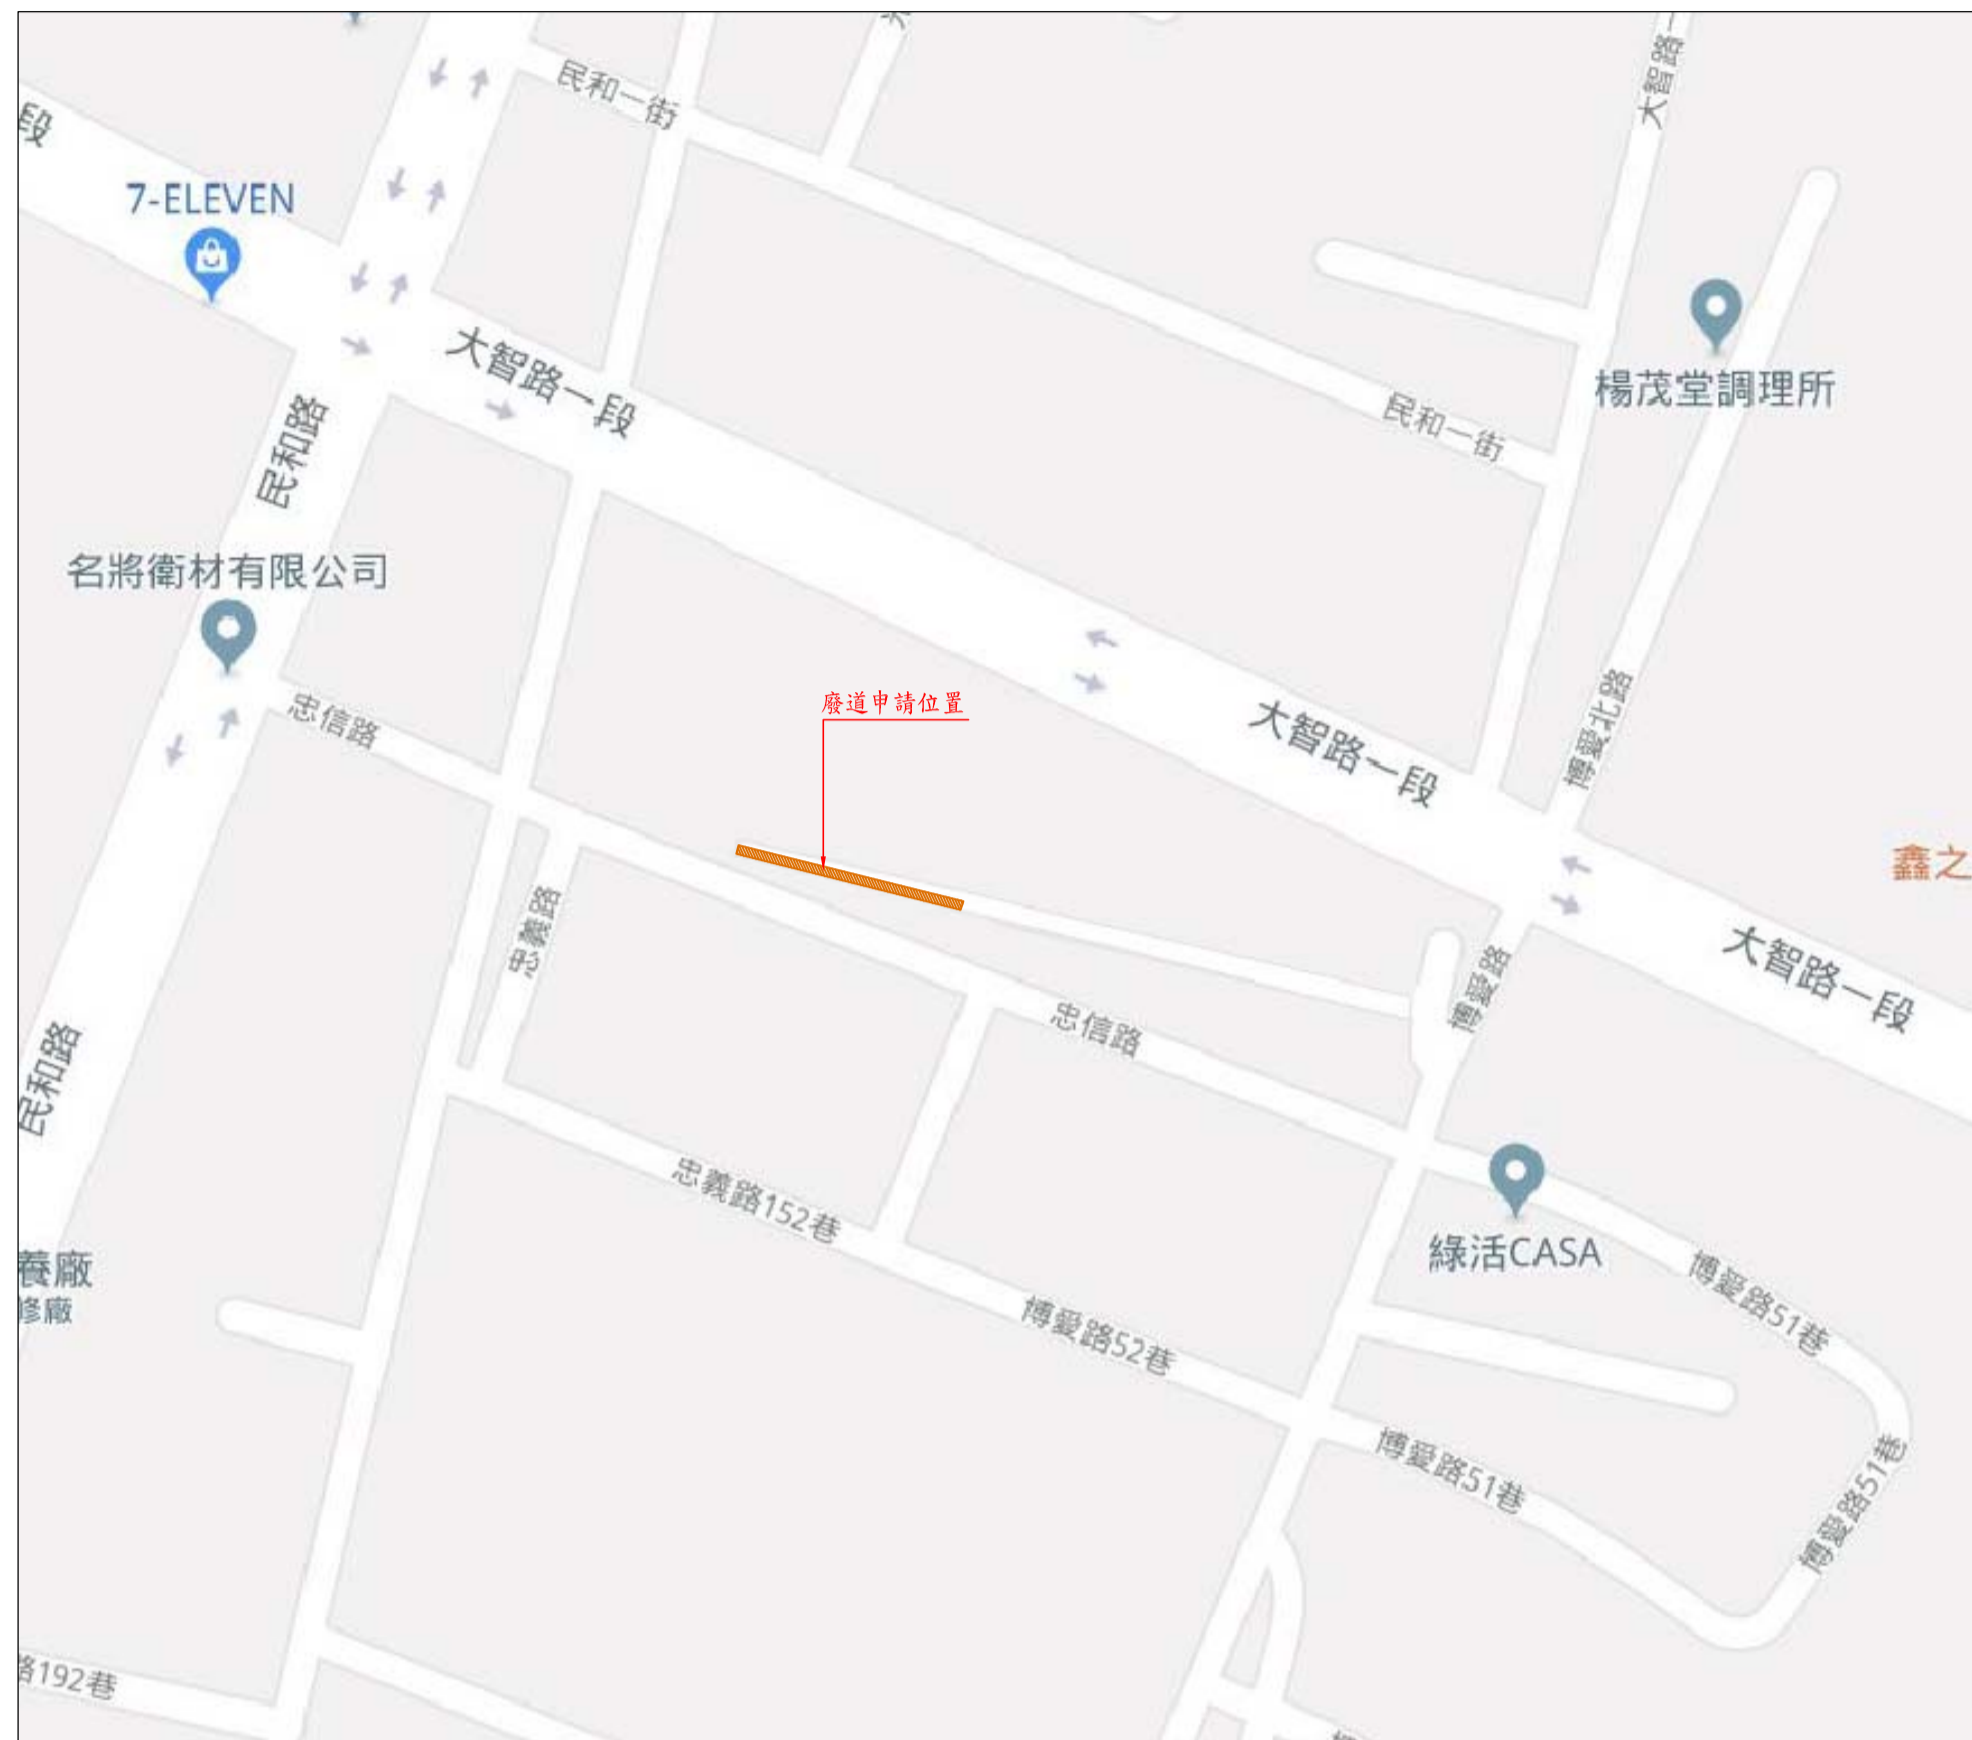 民和一街
大智路一
段
7-ELEVEN
大智路一段
楊茂堂調理所
民和路
民和一街
名將衛材有限公司
忠信路
廢道申請位置
大智路一段
博愛北路
鑫之
忠義路
博愛路
大智路一段
忠信路
民和路
忠義路152巷
綠活CASA
養廠
修廠
博愛路52巷
博愛路51巷
博愛路51巷
博愛路51巷
路192巷